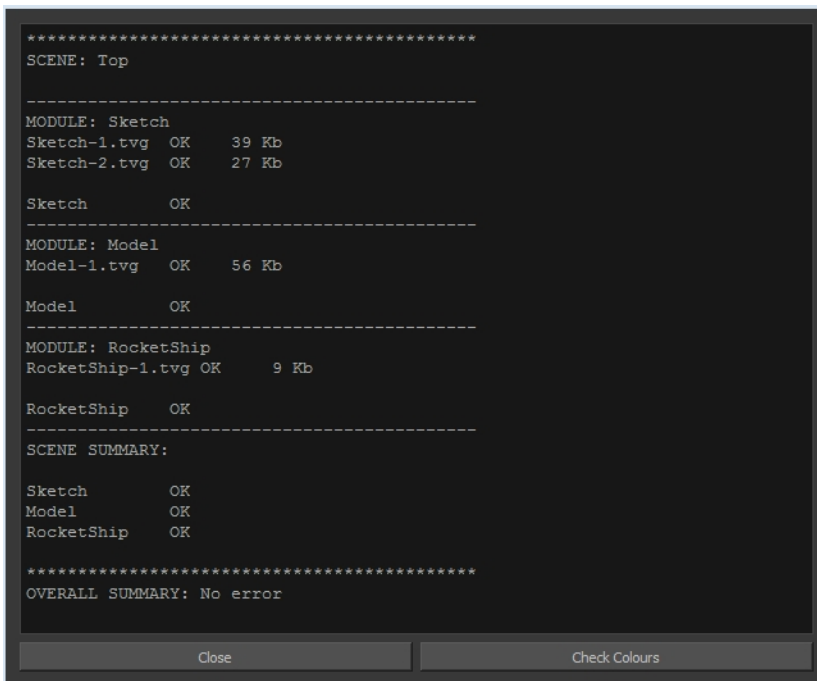 ********************************************
SCENE: Top
--------------------------------------------
MODULE: Sketch
Sketch-1.tvg OK 39 Kb
Sketch-2.tvg OK 27 Kb
Sketch OK
--------------------------------------------
MODULE: Model
Model-1.tvg OK 56 Kb
Model OK
--------------------------------------------
MODULE: RocketShip
RocketShip-1.tvg OK 9 Kb
RocketShip OK
--------------------------------------------
SCENE SUMMARY:
Sketch OK
Model OK
RocketShip OK
********************************************
OVERALL SUMMARY: No error
Close Check Colours